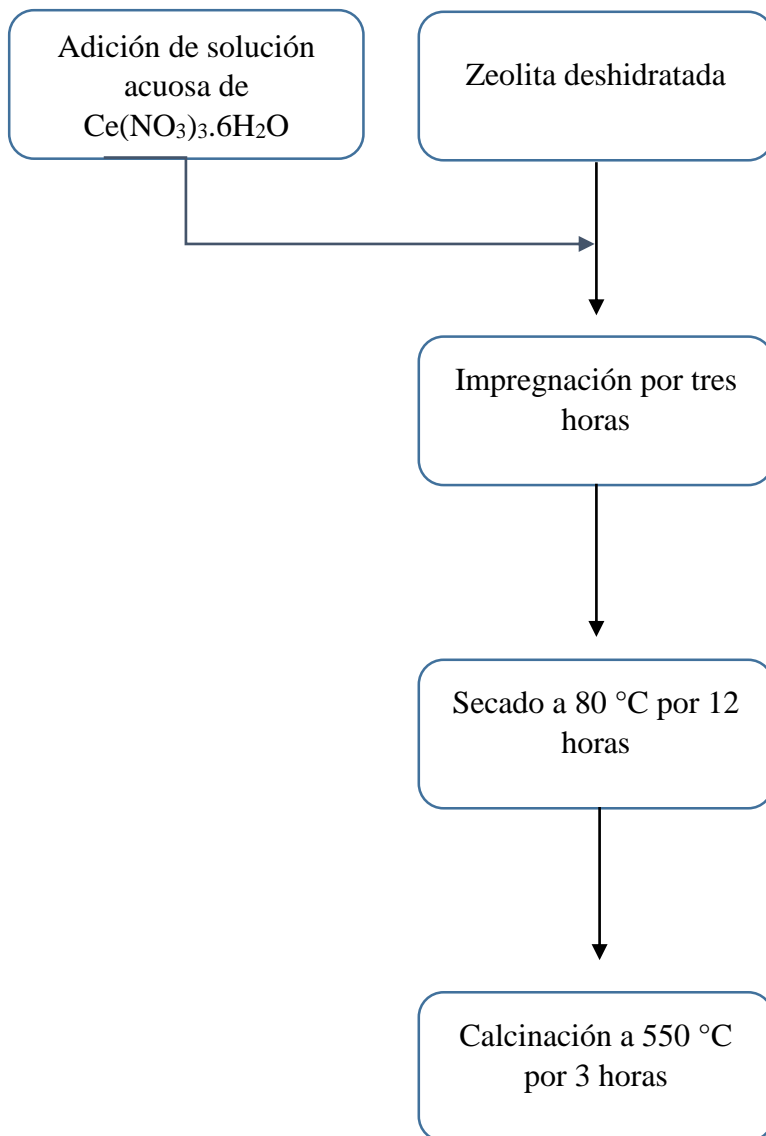 Adición de solución
acuosa de
Ce(NO₃)₃.6H₂O
Zeolita deshidratada
Impregnación por tres
horas
Secado a 80 °C por 12
horas
Calcinación a 550 °C
por 3 horas